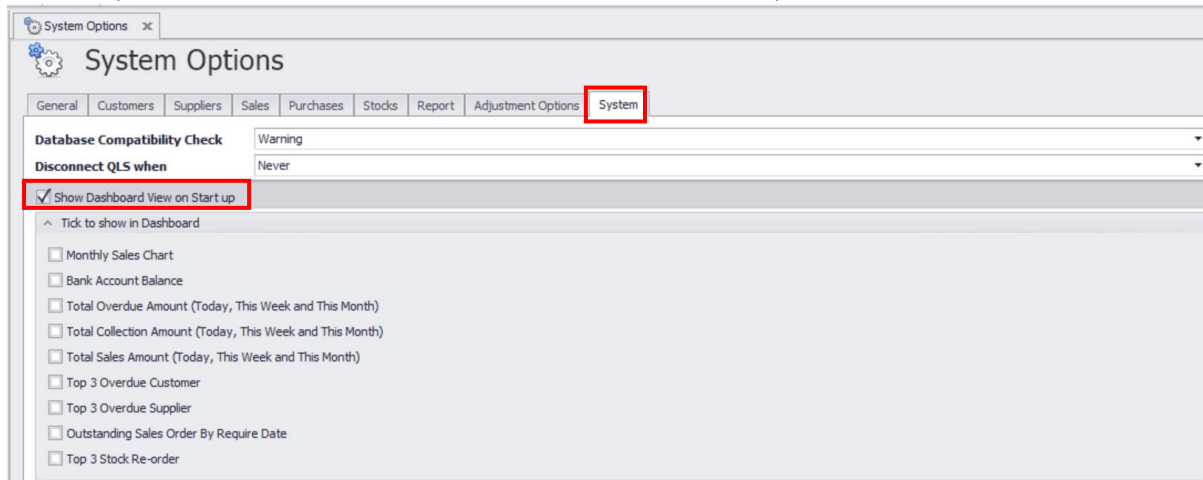 System Options
System Options
General Customers Suppliers Sales Purchases Stocks Report Adjustment Options System
Database Compatibility Check Warning
Disconnect QLS when Never
Show Dashboard View on Start up
Tick to show in Dashboard
Monthly Sales Chart
Bank Account Balance
Total Overdue Amount (Today, This Week and This Month)
Total Collection Amount (Today, This Week and This Month)
Total Sales Amount (Today, This Week and This Month)
Top 3 Overdue Customer
Top 3 Overdue Supplier
Outstanding Sales Order By Require Date
Top 3 Stock Re-order